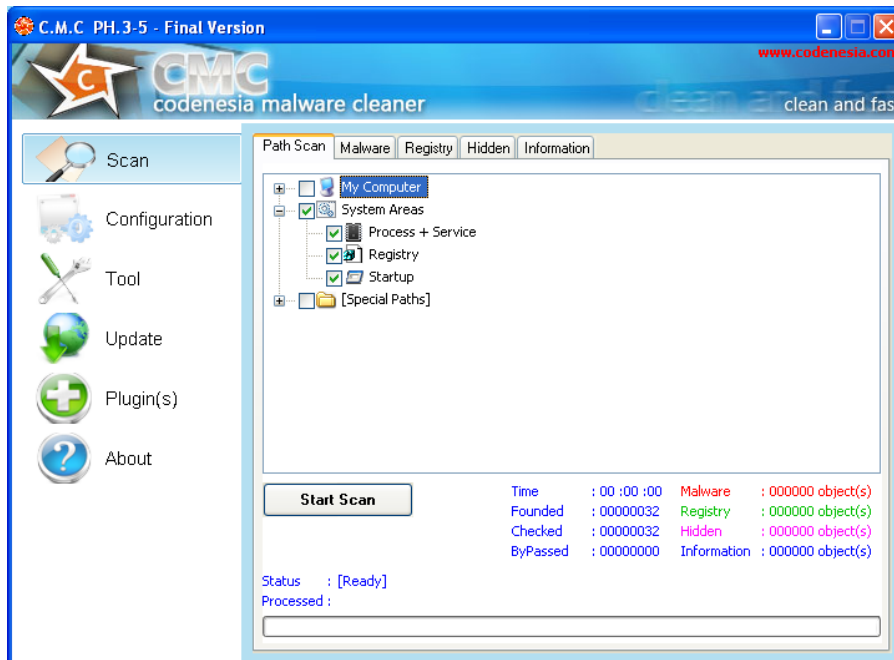 C.M.C PH.3-5 - Final Version
www.codenesia.com
CMC
codenesia malware cleaner
clean and fas
Scan
Configuration
Tool
Update
Plugin(s)
About
Path Scan Malware Registry Hidden Information
My Computer
System Areas
Process + Service
Registry
Startup
[Special Paths]
Start Scan
Time : 00 :00 :00 Malware : 000000 object(s)
Founded : 00000032 Registry : 000000 object(s)
Checked : 00000032 Hidden : 000000 object(s)
ByPassed : 00000000 Information : 000000 object(s)
Status : [Ready]
Processed :